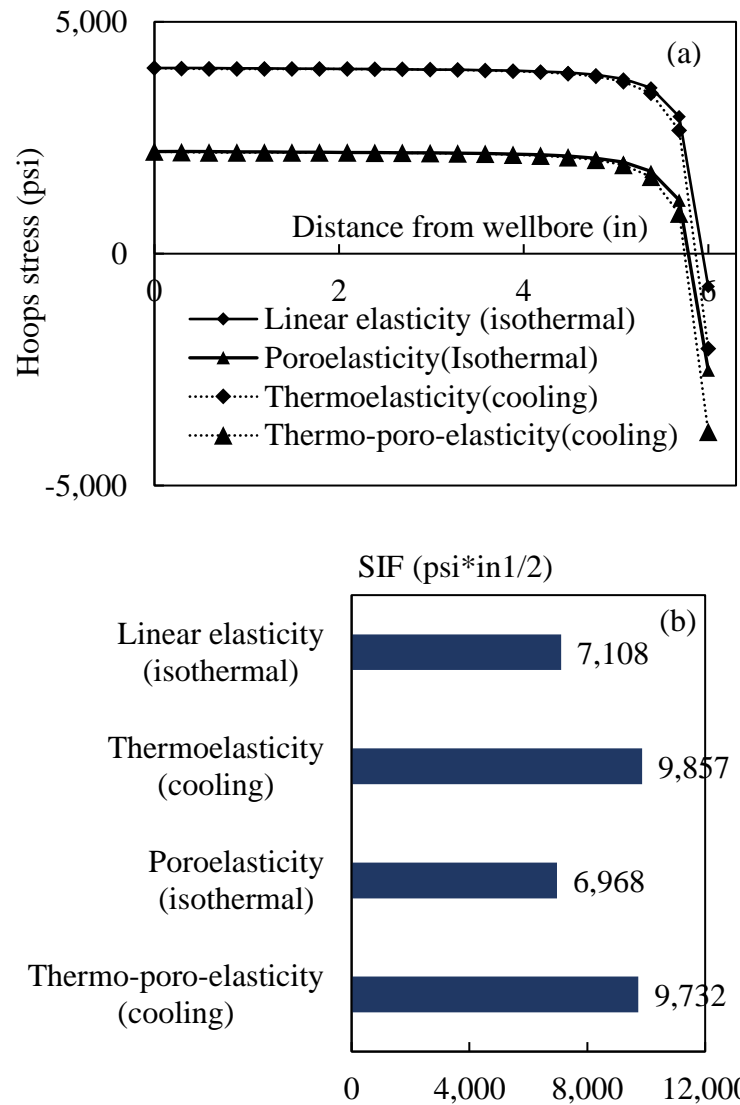 5,000
(a)
Hoops stress (psi)
Distance from wellbore (in)
0
0 2 4 6
Linear elasticity (isothermal)
Poroelasticity(Isothermal)
Thermoelasticity(cooling)
Thermo-poro-elasticity(cooling)
-5,000
SIF (psi*in1/2)
(b)
Linear elasticity
(isothermal)
7,108
Thermoelasticity
(cooling)
9,857
Poroelasticity
(isothermal)
6,968
Thermo-poro-elasticity
(cooling)
9,732
0 4,000 8,000 12,000